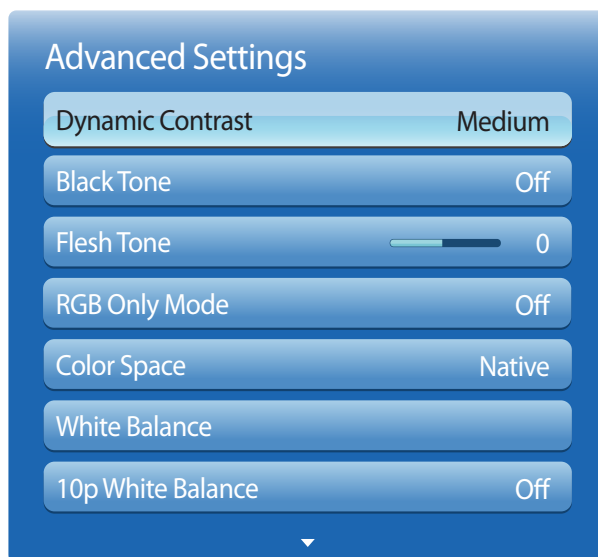 Advanced Settings
Dynamic Contrast Medium
Black Tone Off
Flesh Tone 0
RGB Only Mode Off
Color Space Native
White Balance
10p White Balance Off